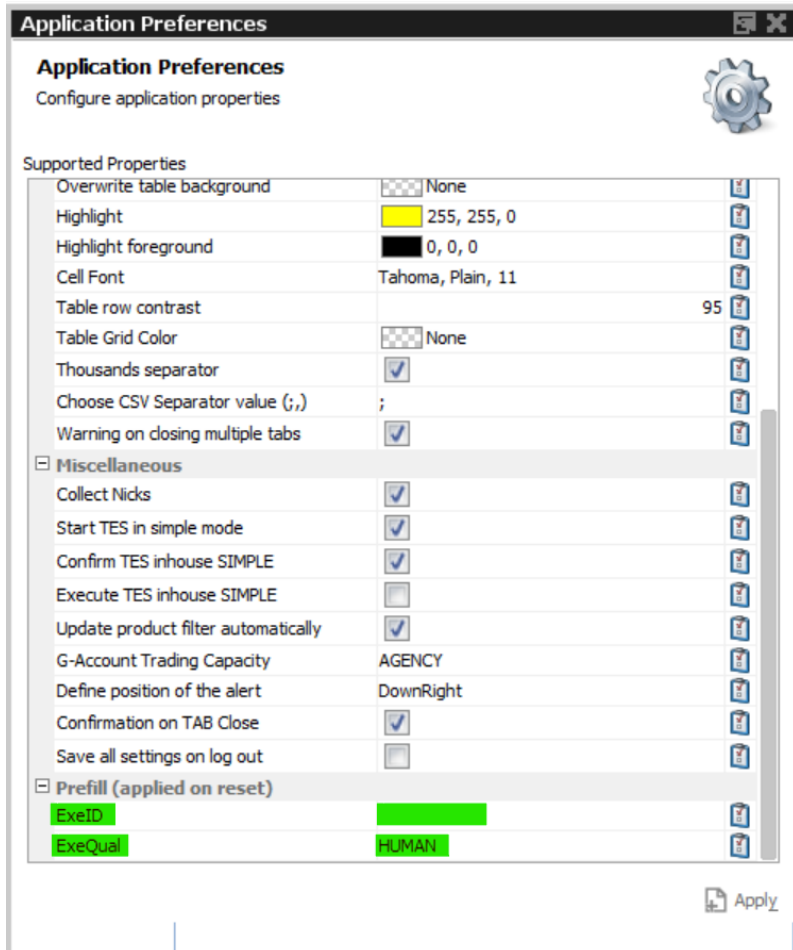 Application Preferences
Application Preferences
Configure application properties
Supported Properties
Overwrite table background None
Highlight 255, 255, 0
Highlight foreground 0, 0, 0
Cell Font Tahoma, Plain, 11
Table row contrast 95
Table Grid Color None
Thousands separator
Choose CSV Separator value (;,) ;
Warning on closing multiple tabs
Miscellaneous
Collect Nicks
Start TES in simple mode
Confirm TES inhouse SIMPLE
Execute TES inhouse SIMPLE
Update product filter automatically
G-Account Trading Capacity AGENCY
Define position of the alert DownRight
Confirmation on TAB Close
Save all settings on log out
Prefill (applied on reset)
ExeID
ExeQual HUMAN
Apply